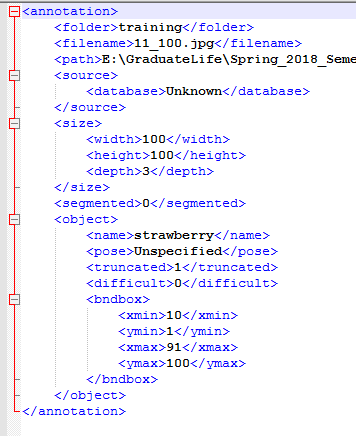 <annotation>
<folder>training</folder>
<filename>11_100.jpg</filename>
<path>E:\GraduateLife\Spring_2018_Seme
<source>
<database>Unknown</database>
</source>
<size>
<width>100</width>
<height>100</height>
<depth>3</depth>
</size>
<segmented>0</segmented>
<object>
<name>strawberry</name>
<pose>Unspecified</pose>
<truncated>1</truncated>
<difficult>0</difficult>
<bndbox>
<xmin>10</xmin>
<ymin>1</ymin>
<xmax>91</xmax>
<ymax>100</ymax>
</bndbox>
</object>
</annotation>